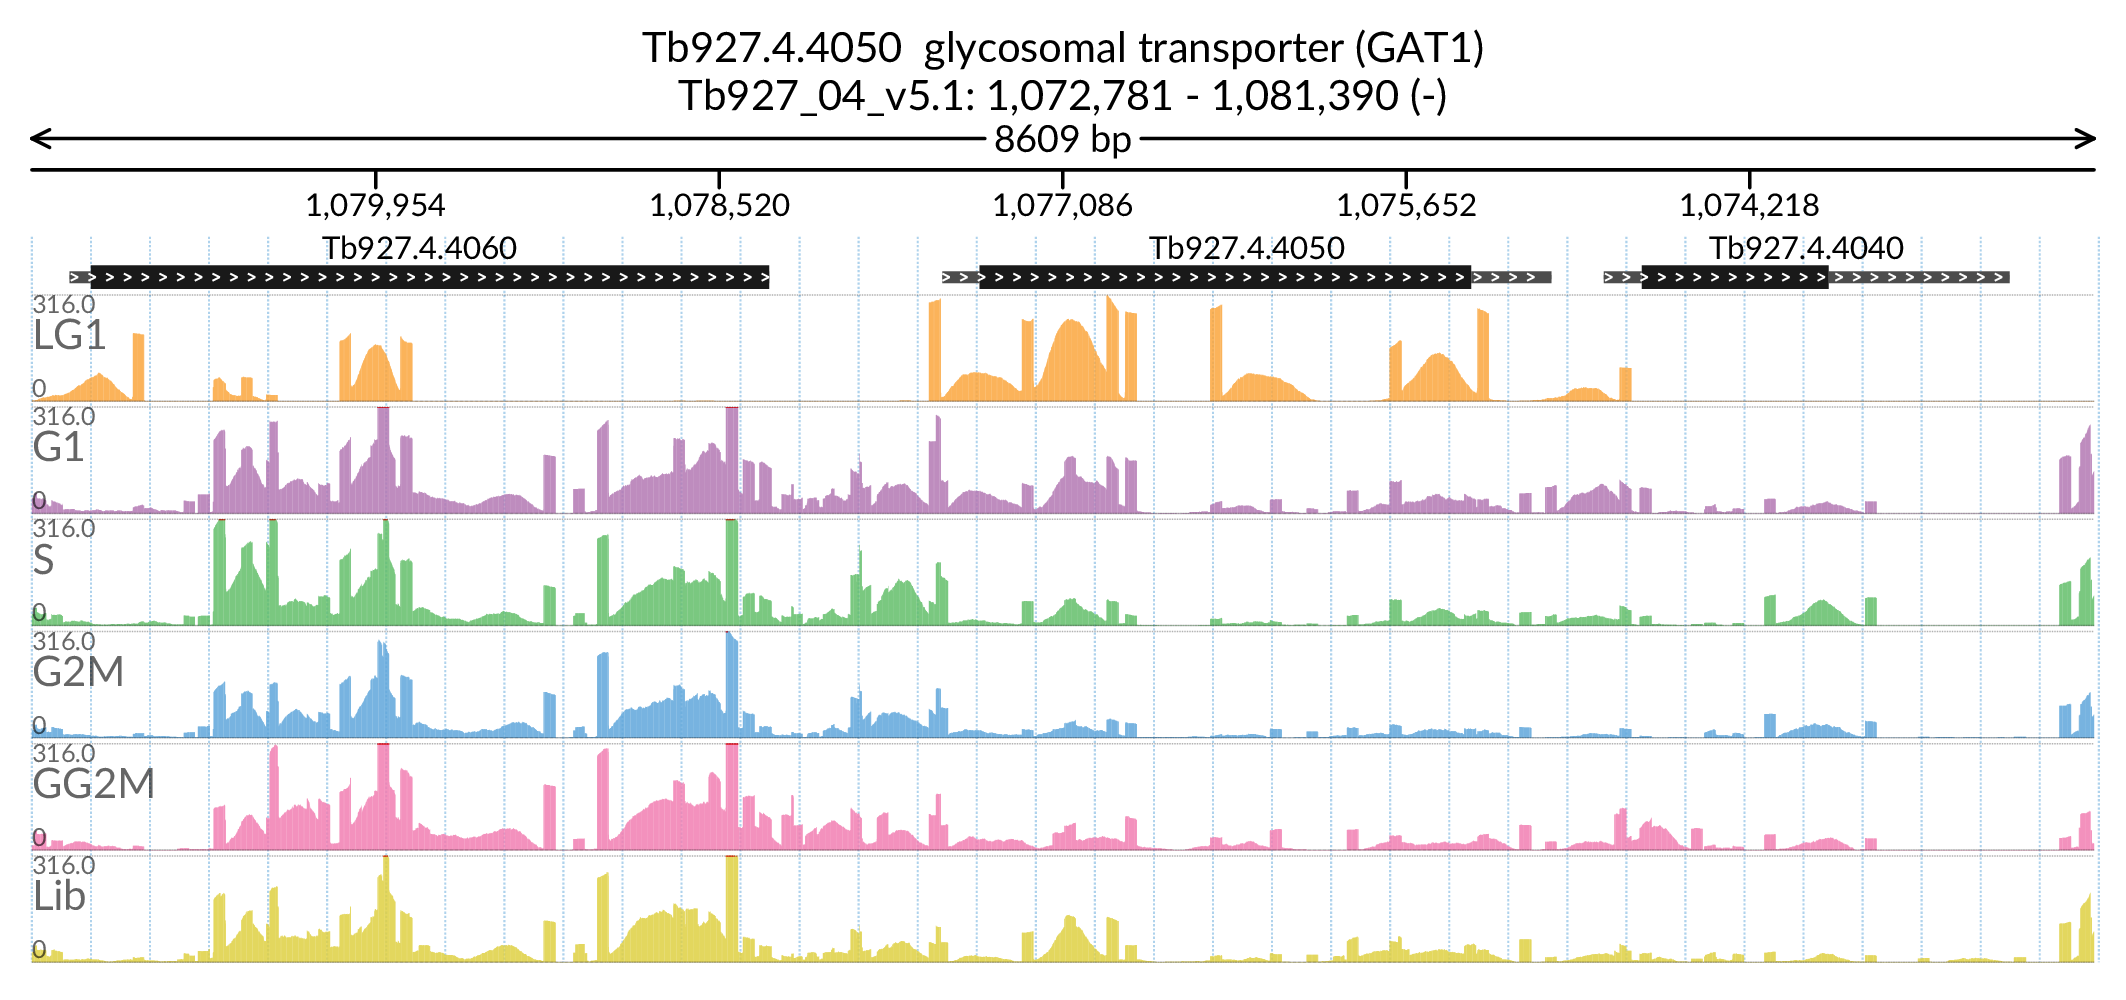 Tb927.4.4050 glycosomal transporter (GAT1)
Tb927_04_v5.1: 1,072,781 - 1,081,390 (-)
8609 bp
1,079,954 1,078,520 1,077,086 1,075,652 1,074,218
Tb927.4.4060 Tb927.4.4050 Tb927.4.4040
316.0
LG1
0
316.0
G1
0
316.0
S
0
316.0
G2M
0
316.0
GG2M
0
316.0
Lib
0